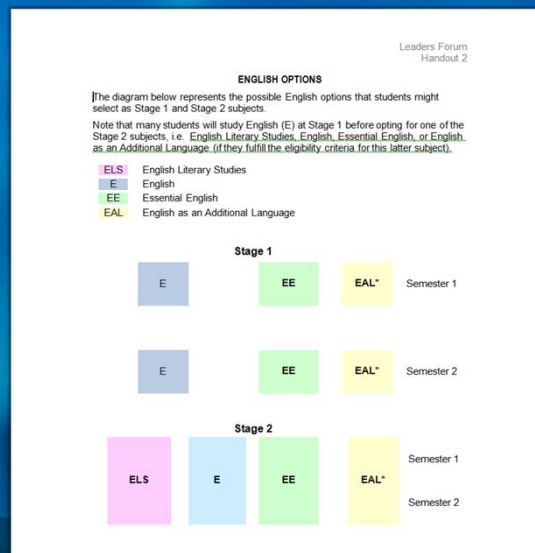 Leaders Forum
Handout 2
ENGLISH OPTIONS
The diagram below represents the possible English options that students might
select as Stage 1 and Stage 2 subjects.
Note that many students will study English (E) at Stage 1 before opting for one of the
Stage 2 subjects, i.e. English Literary Studies, English, Essential English, or English
as an Additional Language (if they fulfill the eligibility criteria for this latter subject).
ELS English Literary Studies
E English
EE Essential English
EAL English as an Additional Language
Stage 1
E EE EAL* Semester 1
E EE EAL* Semester 2
Stage 2
Semester 1
ELS E EE EAL*
Semester 2